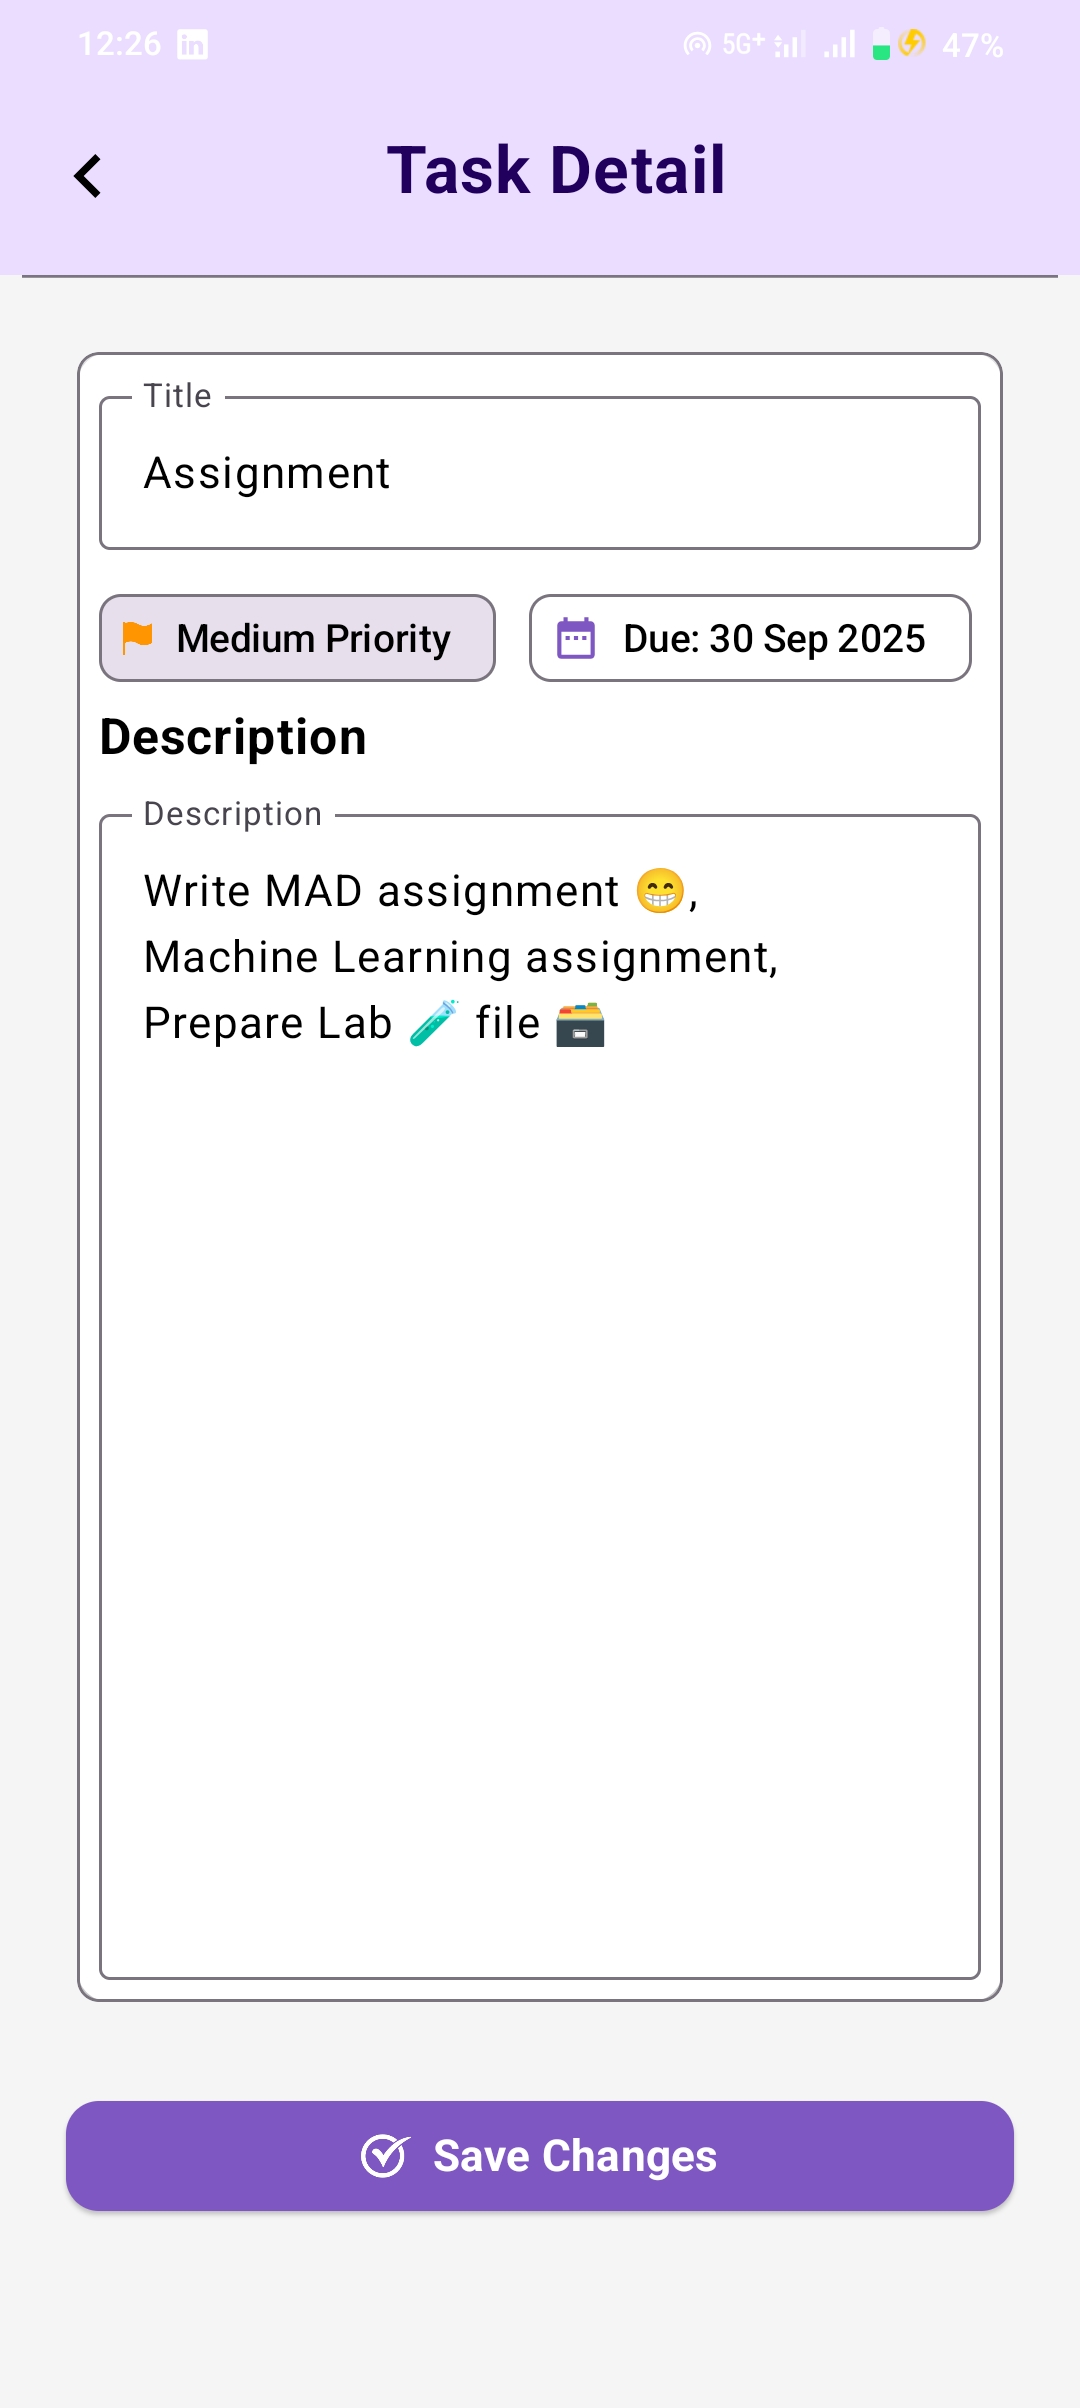 12:26 in 5G+ 47%
Task Detail
Title
Assignment
Medium Priority Due: 30 Sep 2025
Description
Description
Write MAD assignment 😁,
Machine Learning assignment,
Prepare Lab 🧪 file 🗃️
Save Changes